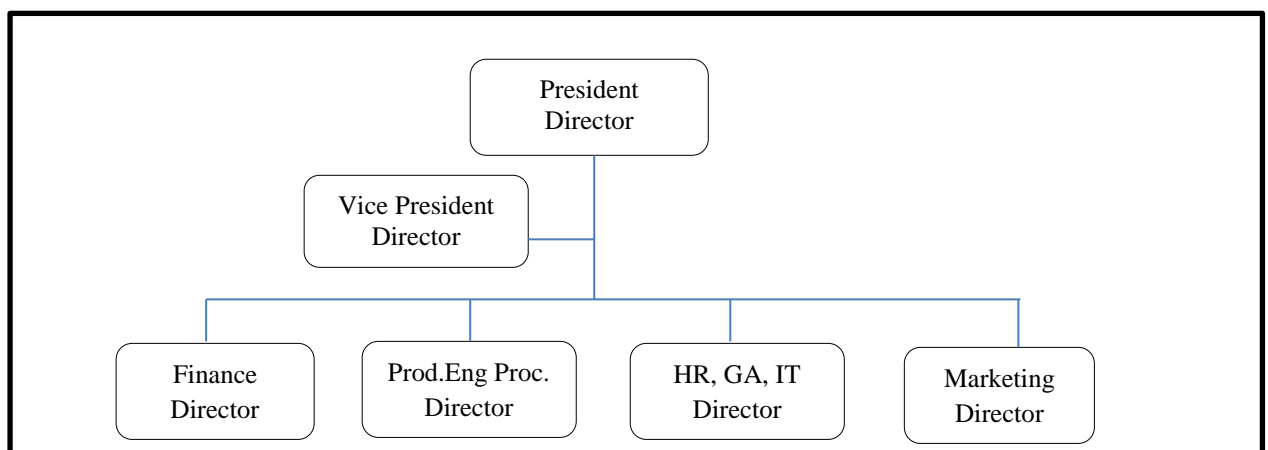 President
Director
Vice President
Director
Finance
Director
Prod.Eng Proc.
Director
HR, GA, IT
Director
Marketing
Director